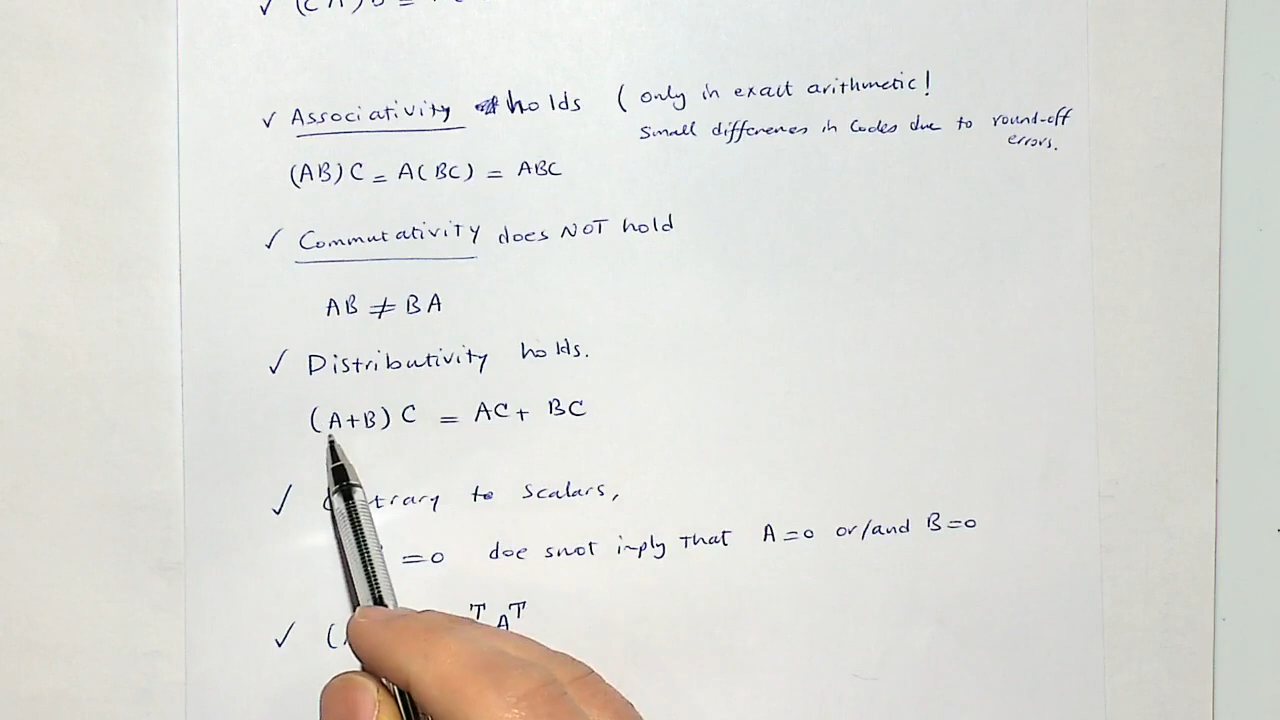 ✓ (CA)B =
✓ Associativity holds (only in exact arithmetic!
small differences in codes due to round-off
errors.
(AB)C = A(BC) = ABC
✓ Commutativity does NOT hold
AB ≠ BA
✓ Distributivity holds.
(A+B)C = AC + BC
✓ to scalars,
=0 doe snot imply that A=0 or/and B=0
✓ ( T A^T